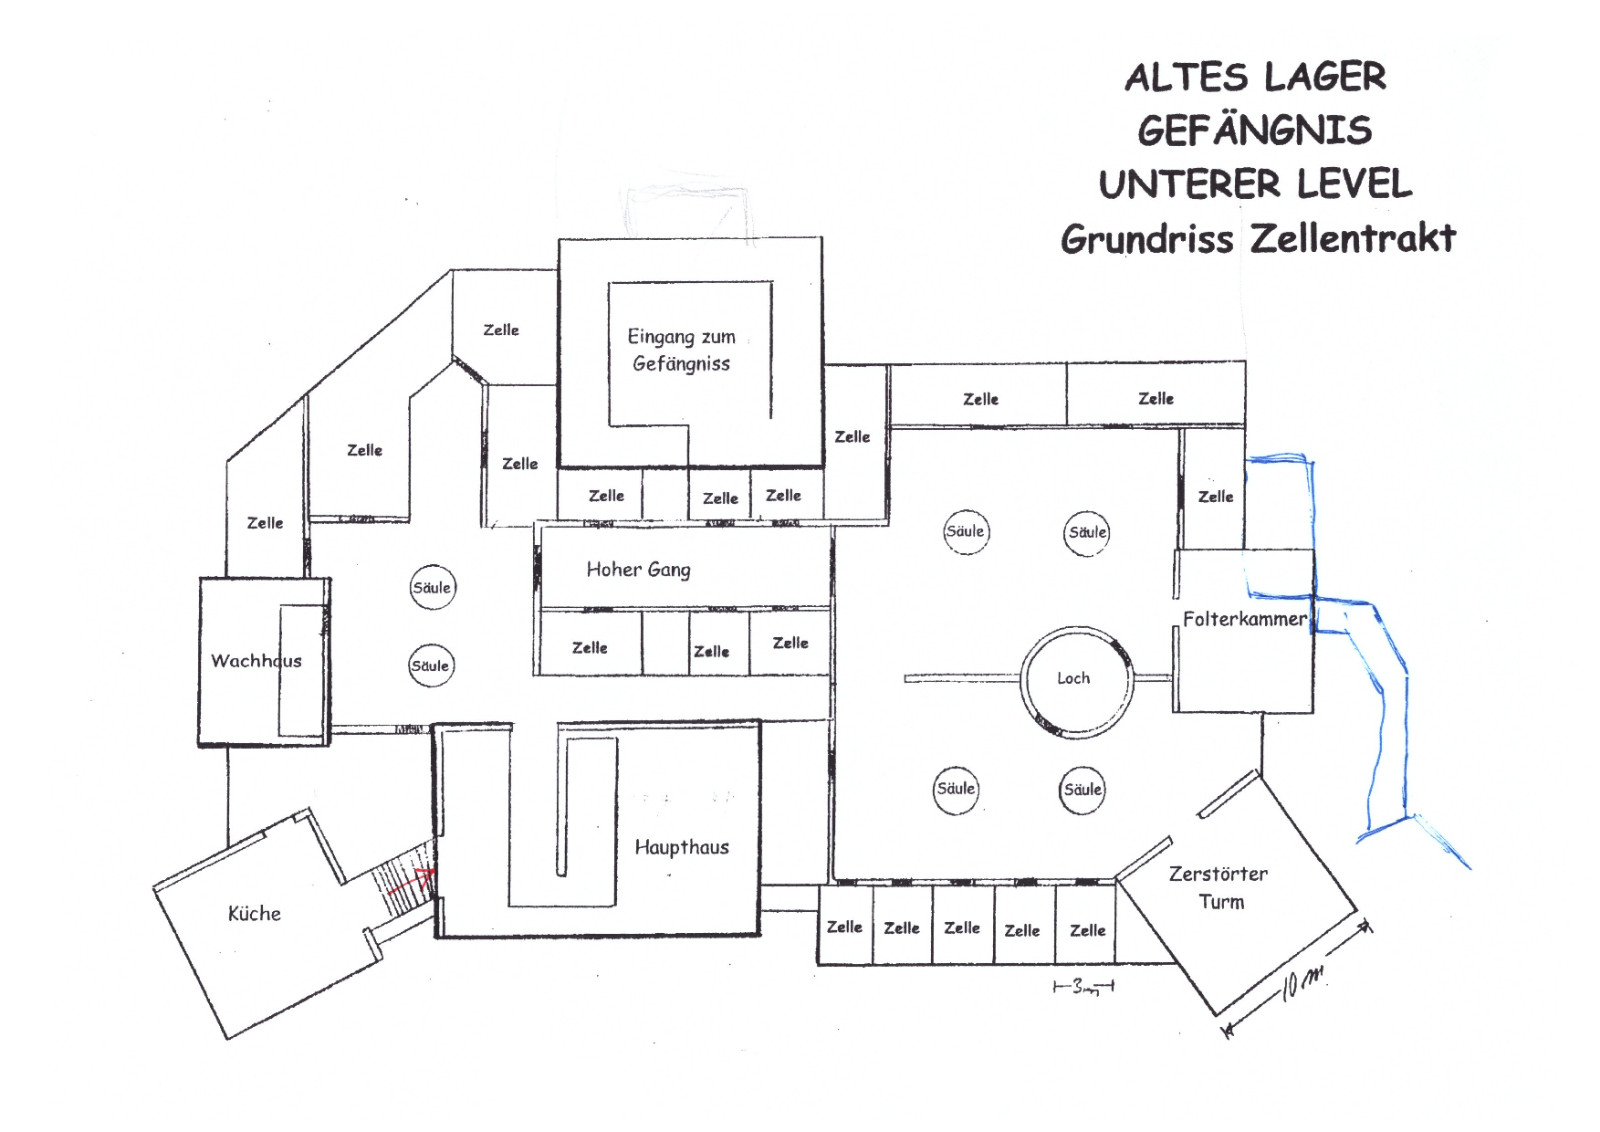 ALTES LAGER
GEFÄNGNIS
UNTERER LEVEL
Grundriss Zellentrakt
Zelle
Eingang zum
Gefängniss
Zelle
Zelle
Zelle
Zelle
Zelle
Zelle
Zelle
Zelle
Zelle
Zelle
Zelle
Säule
Säule
Hoher Gang
Säule
Folterkammer
Zelle
Zelle
Zelle
Wachhaus
Säule
Loch
Säule
Säule
Haupthaus
Zerstörter
Turm
Küche
Zelle
Zelle
Zelle
Zelle
Zelle
3m
10 m